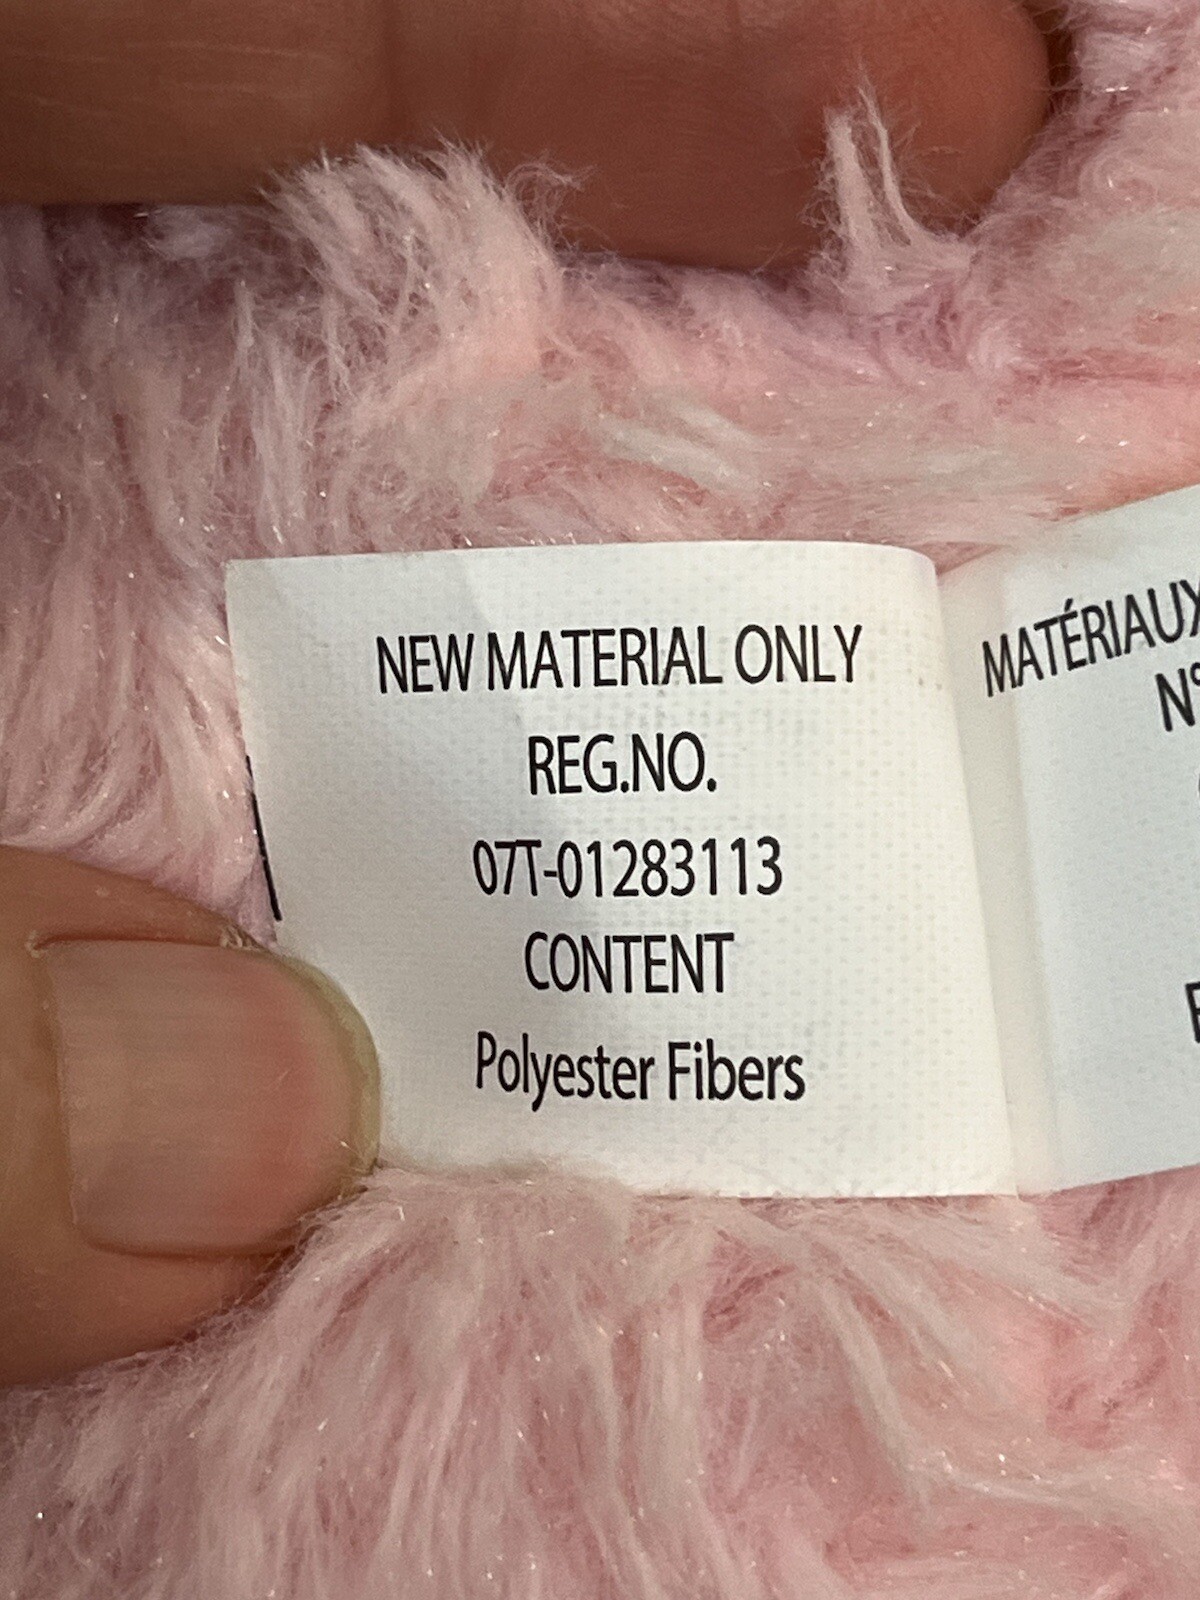 NEW MATERIAL ONLY
REG.NO.
07T-01283113
CONTENT
Polyester Fibers
MATÉRIAUX